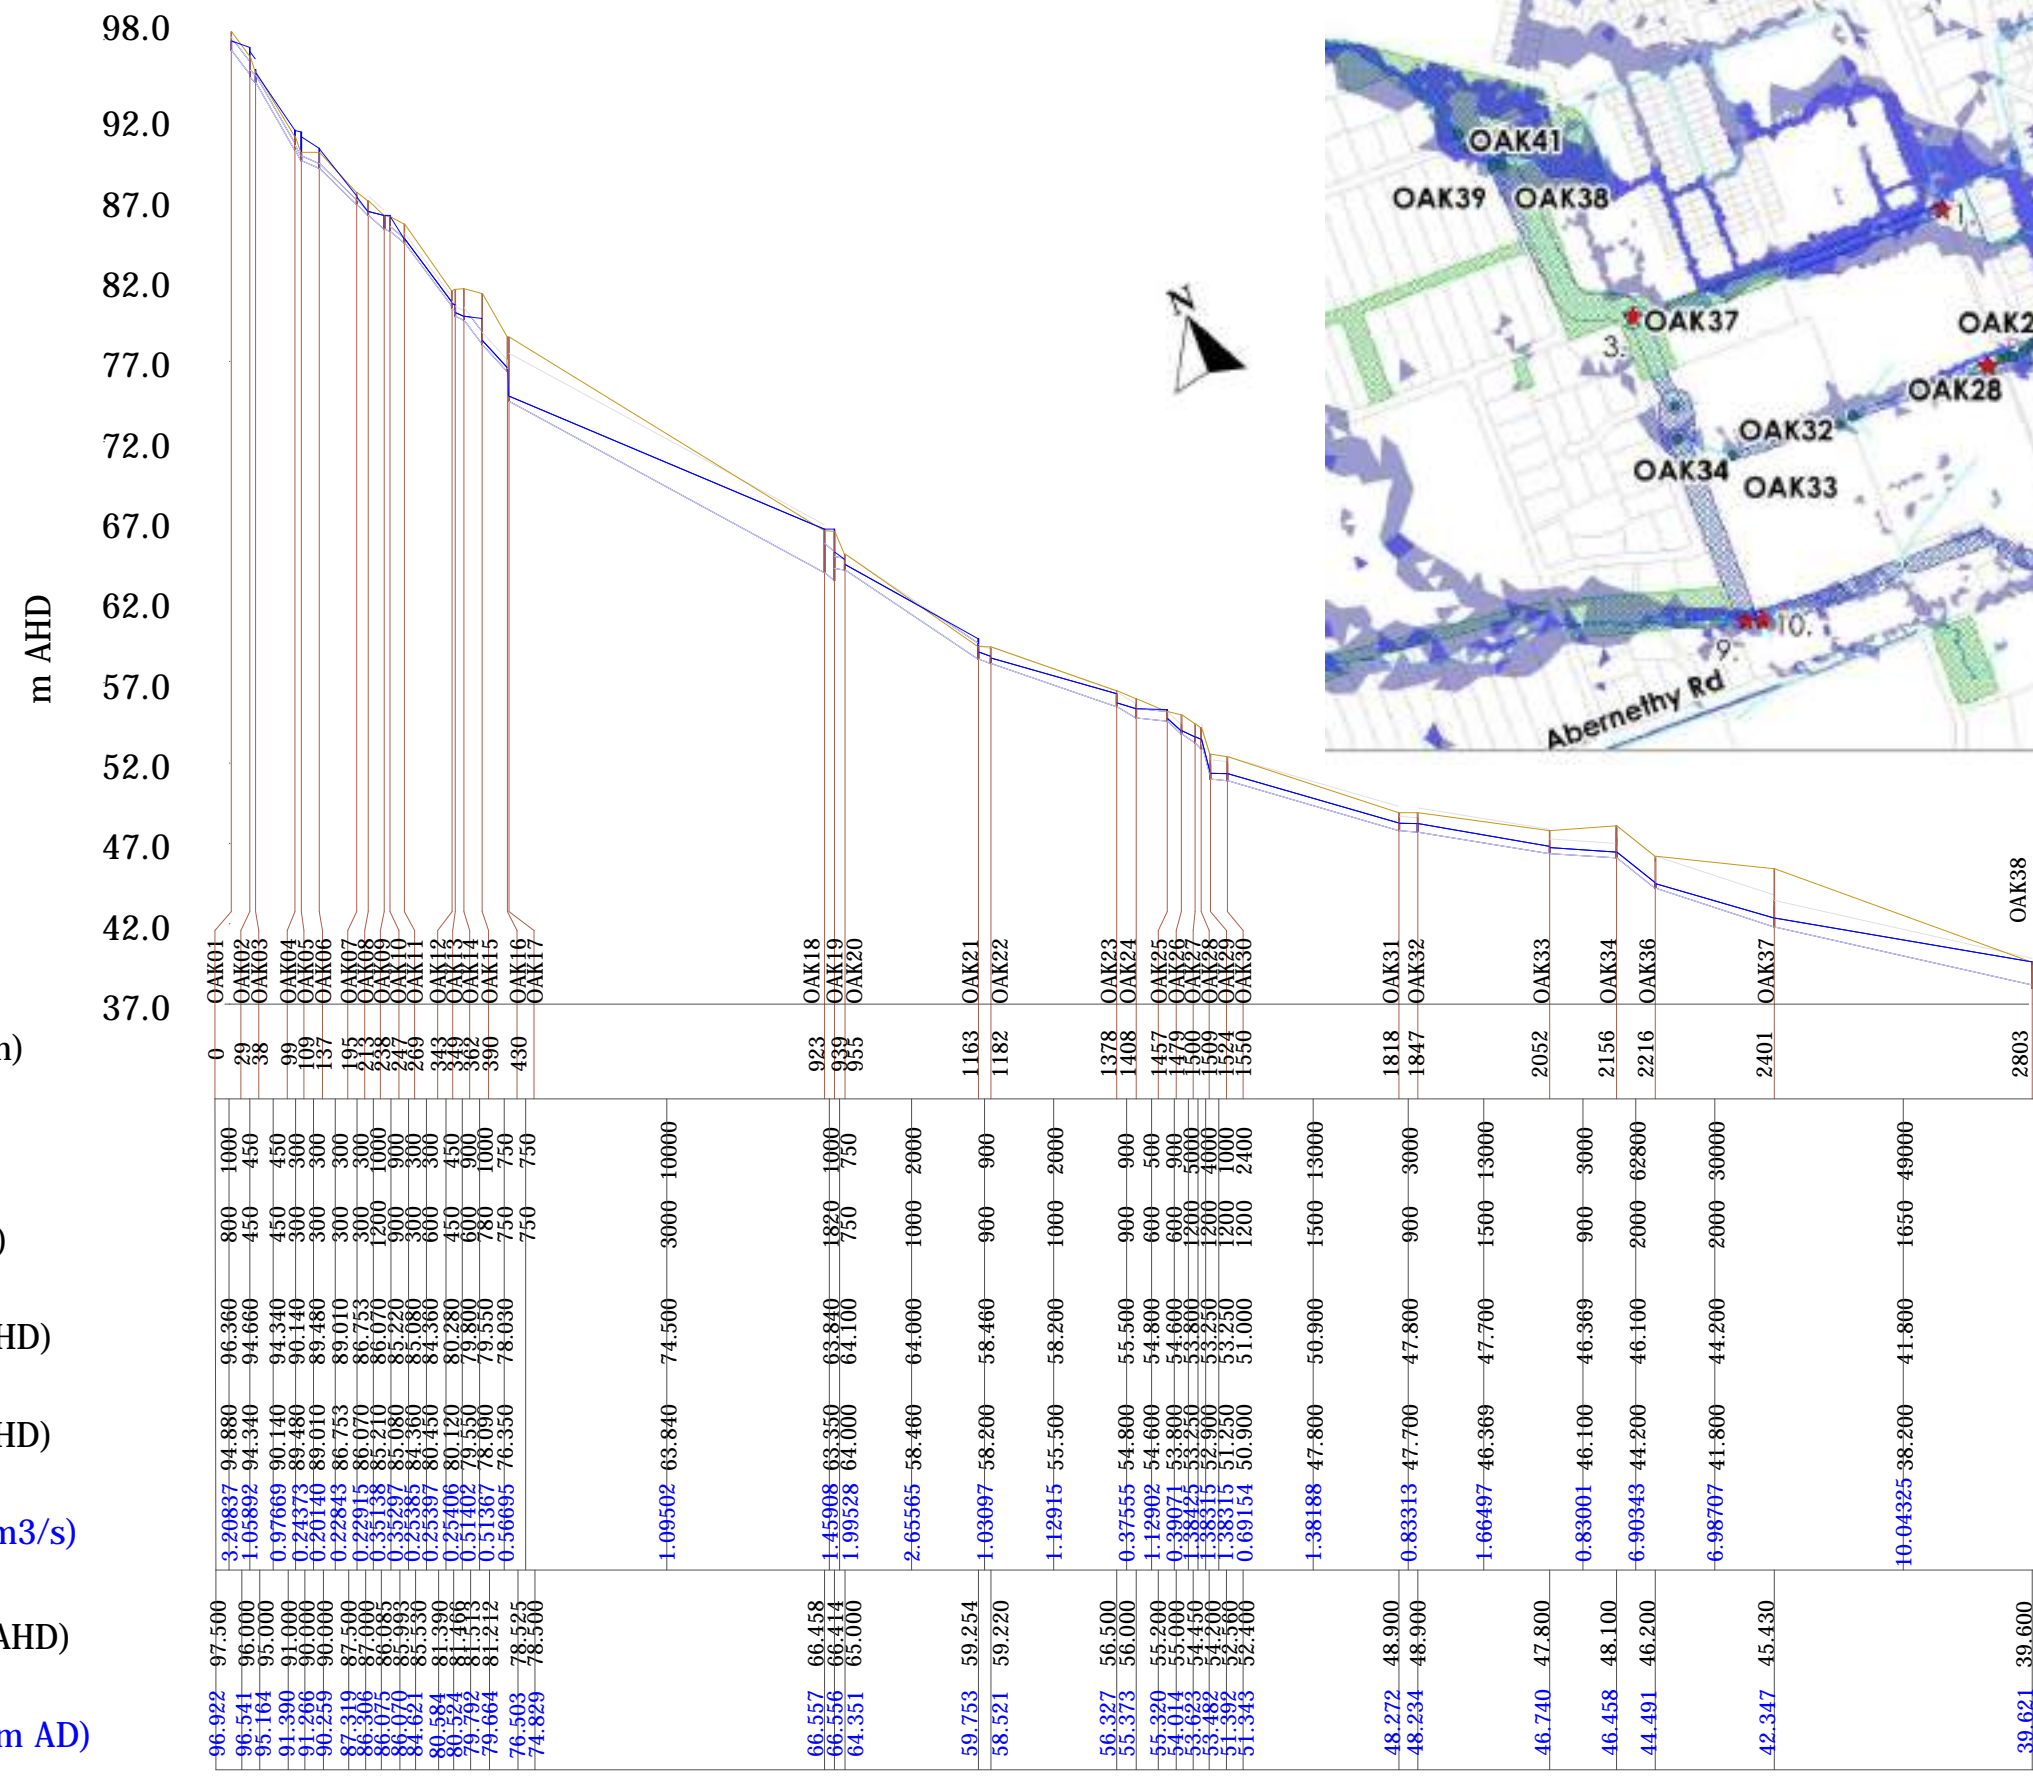 98.0
92.0
87.0
82.0
77.0
72.0
67.0
62.0
57.0
52.0
47.0
42.0
37.0
m AHD
N
OAK41
OAK39 OAK38
1.
OAK37
3.
OAK2
OAK28
OAK32
OAK34
OAK33
9. 10.
Abernethy Rd
OAK01 OAK02 OAK03 OAK04 OAK05 OAK06 OAK07 OAK08 OAK09 OAK10 OAK11 OAK12 OAK13 OAK14 OAK15 OAK16 OAK17 OAK18 OAK19 OAK20 OAK21 OAK22 OAK23 OAK24 OAK25 OAK26 OAK27 OAK28 OAK29 OAK30 OAK31 OAK32 OAK33 OAK34 OAK36 OAK37 OAK38
n) 0 29 38 99 109 137 195 213 238 247 269 343 349 362 390 430 923 939 955 1163 1182 1378 1408 1457 1479 1500 1509 1524 1550 1818 1847 2052 2156 2216 2401 2803
1000 450 450 300 300 300 300 1000 900 300 300 450 900 1000 750 750 10000 1000 750 2000 900 2000 900 500 900 5000 4000 1000 2400 13000 3000 13000 3000 62800 30000 49000
) 800 450 450 300 300 300 300 1200 900 300 600 450 600 780 750 750 3000 1820 750 1000 900 1000 900 600 600 1200 1200 1200 1200 1500 900 1500 900 2000 2000 1650
HD) 96.360 94.660 94.340 90.140 89.480 89.010 86.753 86.070 85.220 85.080 84.360 80.280 79.800 79.550 78.030 74.500 63.840 64.100 64.000 58.460 58.200 55.500 54.800 54.600 53.800 53.250 53.250 51.000 50.900 47.800 47.700 46.369 46.100 44.200 41.800
HD) 94.880 94.340 90.140 89.480 89.010 86.753 86.070 85.210 85.080 84.360 80.450 80.120 79.550 78.090 76.350 63.840 63.350 64.000 58.460 58.200 55.500 54.800 54.600 53.800 53.250 52.900 51.250 50.900 47.800 47.700 46.369 46.100 44.200 41.800 38.200
m3/s) 3.20837 1.05892 0.97669 0.24373 0.20140 0.22843 0.22915 0.35138 0.35297 0.25385 0.25397 0.25406 0.51402 0.51367 0.56695 1.09502 1.45908 1.99528 2.65565 1.03097 1.12915 0.37555 1.12902 0.39071 1.38425 1.38315 1.38315 0.69154 1.38188 0.83313 1.66497 0.83001 6.90343 6.98707 10.04325
AHD) 97.500 96.000 95.000 91.000 90.000 90.000 87.500 87.000 86.085 85.993 85.530 81.390 81.466 81.513 81.212 78.525 78.500 66.458 66.414 65.000 59.254 59.220 56.500 56.000 55.200 55.000 54.450 54.200 52.560 52.400 48.900 48.900 47.800 48.100 46.200 45.430 39.600
m AD) 96.922 96.541 95.164 91.390 91.266 90.259 87.319 86.306 86.075 86.070 84.621 80.584 80.524 79.792 79.664 76.503 74.829 66.557 66.556 64.351 59.753 58.521 56.327 55.373 55.320 54.014 53.623 53.482 51.392 51.343 48.272 48.234 46.740 46.458 44.491 42.347 39.621